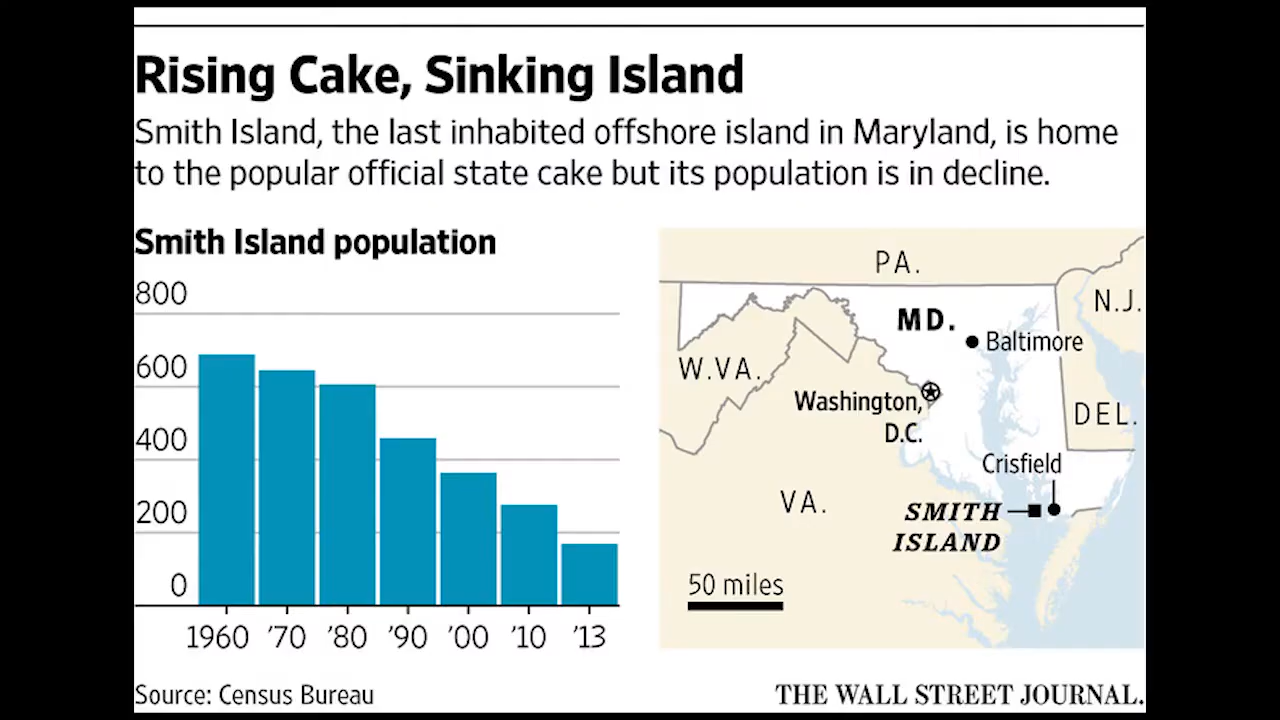 Rising Cake, Sinking Island
Smith Island, the last inhabited offshore island in Maryland, is home
to the popular official state cake but its population is in decline.
Smith Island population
800
600
400
200
0
1960 '70 '80 '90 '00 '10 '13
PA.
N.J.
MD.
Baltimore
W.VA.
Washington,
D.C.
DEL.
Crisfield
VA.
SMITH
ISLAND
50 miles
Source: Census Bureau
THE WALL STREET JOURNAL.